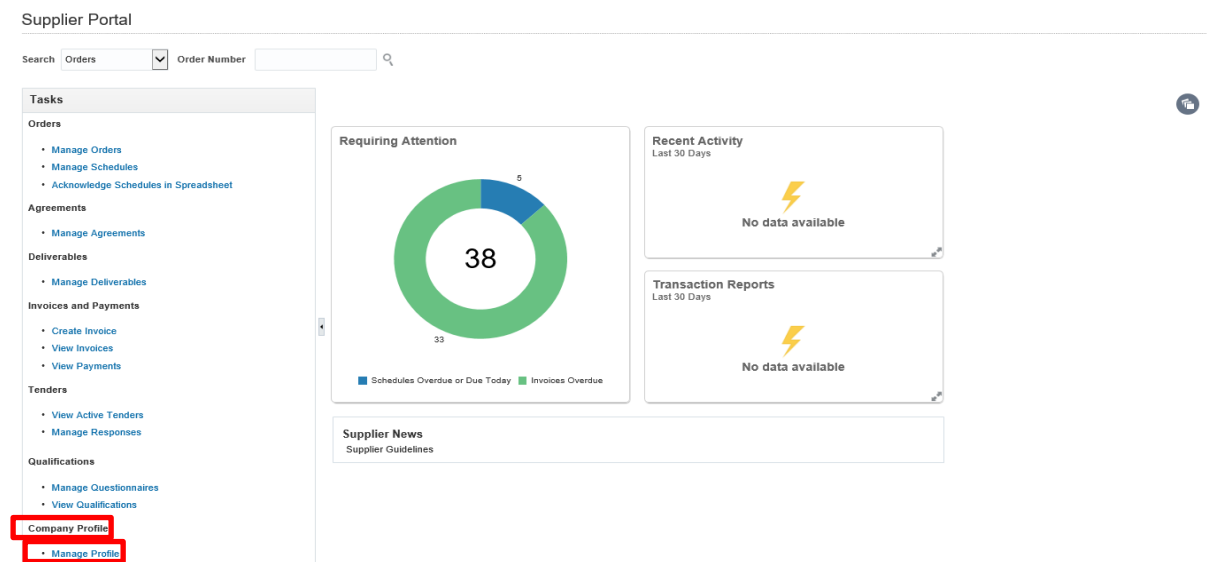 Supplier Portal
Search Orders Order Number
Tasks
Orders
• Manage Orders
• Manage Schedules
• Acknowledge Schedules in Spreadsheet
Agreements
• Manage Agreements
Deliverables
• Manage Deliverables
Invoices and Payments
• Create Invoice
• View Invoices
• View Payments
Tenders
• View Active Tenders
• Manage Responses
Qualifications
• Manage Questionnaires
• View Qualifications
Company Profile
• Manage Profile
Requiring Attention
5
38
33
Schedules Overdue or Due Today Invoices Overdue
Recent Activity
Last 30 Days
No data available
Transaction Reports
Last 30 Days
No data available
Supplier News
Supplier Guidelines